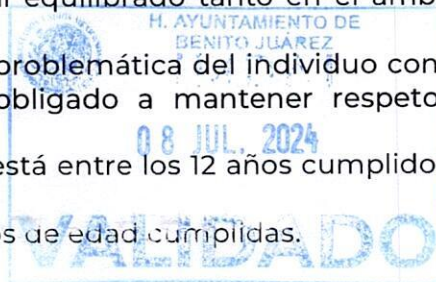 equilibrado tanto en el
H. AYUNTAMIENTO DE
BENITO JUÁREZ
problemática del individuo con
obligado a mantener respeto
08 JUL. 2024
está entre los 12 años cumplido
s de edad cumplidas.
VALIDADO